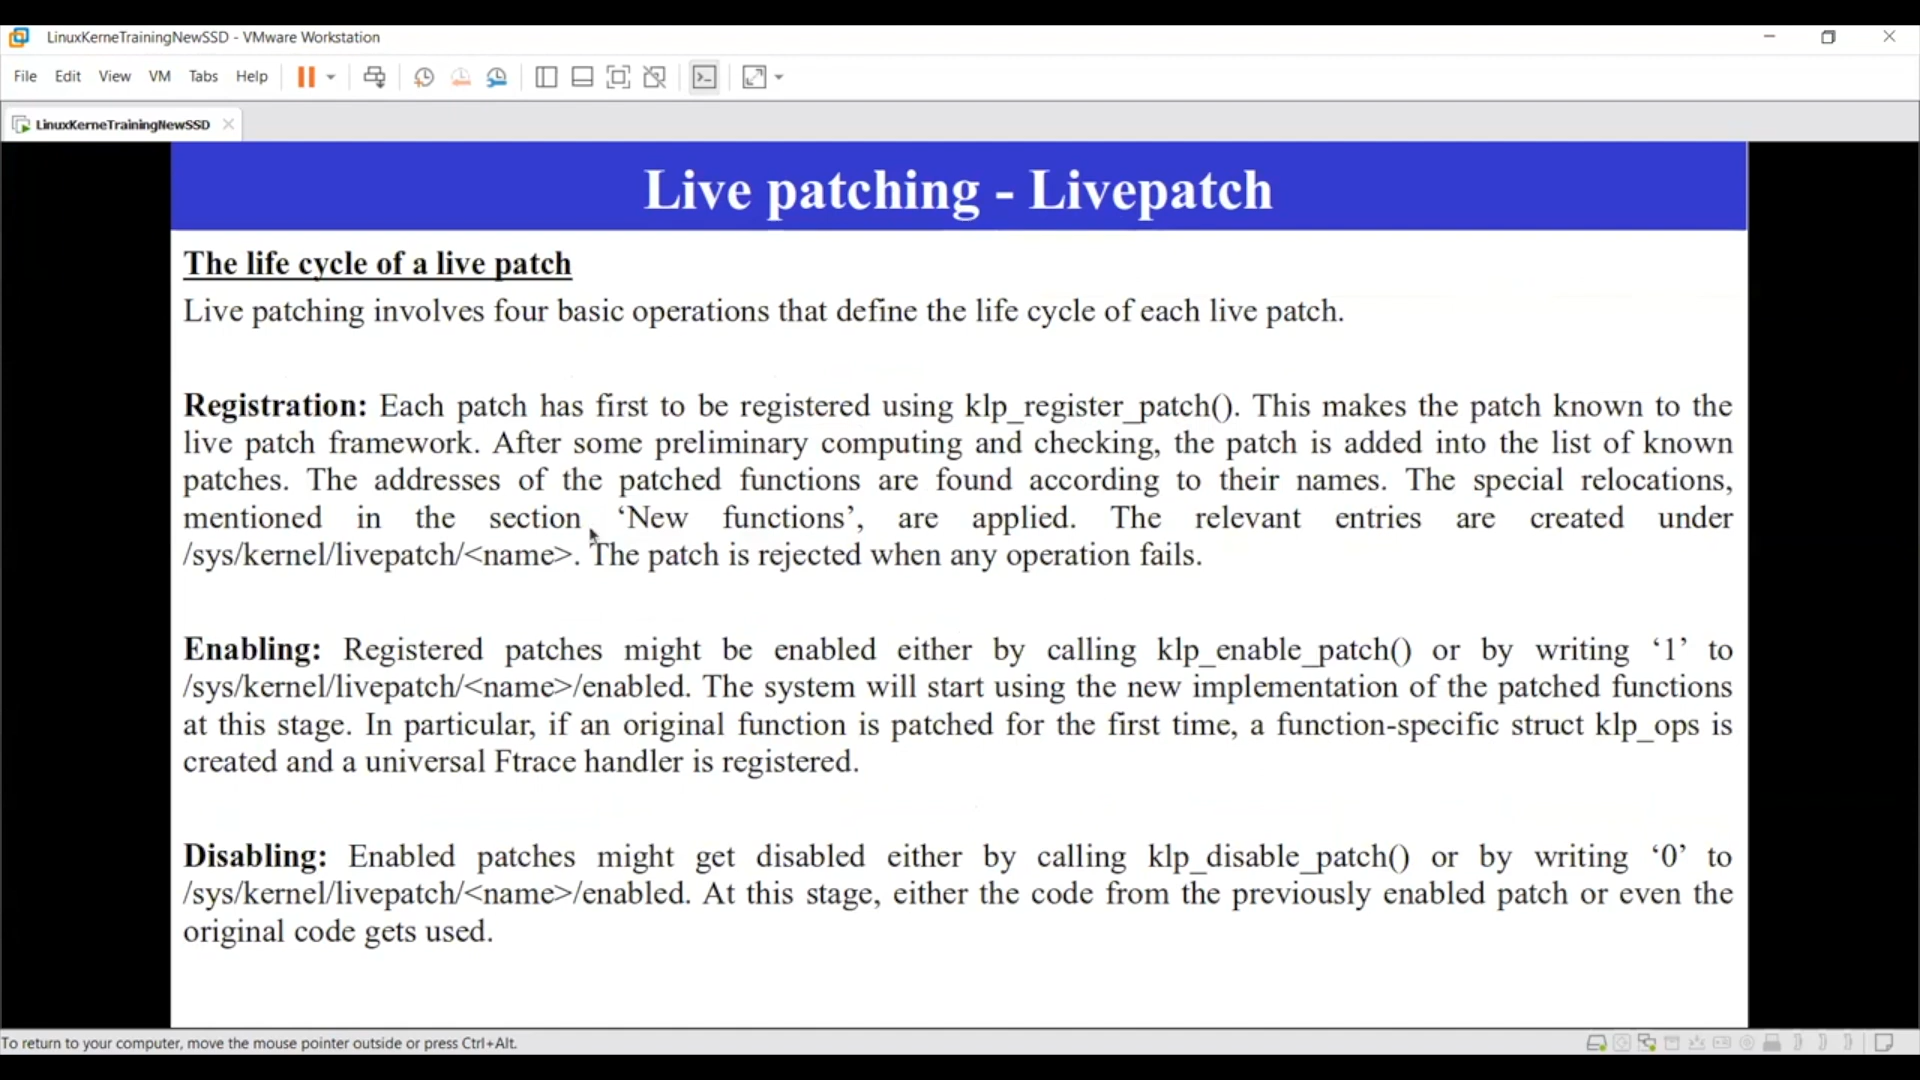 LinuxKerneTrainingNewSSD - VMware Workstation
File Edit View VM Tabs Help
LinuxKerneTrainingNewSSD
Live patching - Livepatch
The life cycle of a live patch
Live patching involves four basic operations that define the life cycle of each live patch.
Registration: Each patch has first to be registered using klp_register_patch(). This makes the patch known to the
live patch framework. After some preliminary computing and checking, the patch is added into the list of known
patches. The addresses of the patched functions are found according to their names. The special relocations,
mentioned in the section ‘New functions’, are applied. The relevant entries are created under
/sys/kernel/livepatch/<name>. The patch is rejected when any operation fails.
Enabling: Registered patches might be enabled either by calling klp_enable_patch() or by writing ‘1’ to
/sys/kernel/livepatch/<name>/enabled. The system will start using the new implementation of the patched functions
at this stage. In particular, if an original function is patched for the first time, a function-specific struct klp_ops is
created and a universal Ftrace handler is registered.
Disabling: Enabled patches might get disabled either by calling klp_disable_patch() or by writing ‘0’ to
/sys/kernel/livepatch/<name>/enabled. At this stage, either the code from the previously enabled patch or even the
original code gets used.
To return to your computer, move the mouse pointer outside or press Ctrl+Alt.